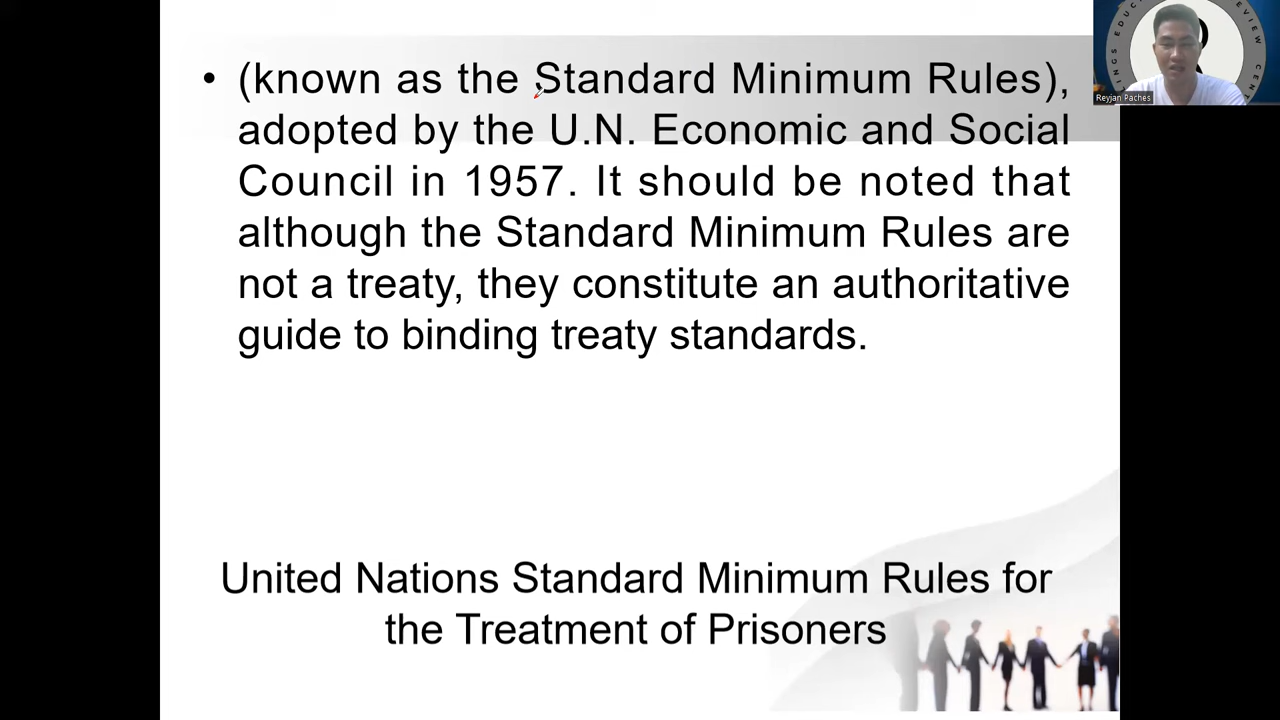 • (known as the Standard Minimum Rules),
adopted by the U.N. Economic and Social
Council in 1957. It should be noted that
although the Standard Minimum Rules are
not a treaty, they constitute an authoritative
guide to binding treaty standards.
United Nations Standard Minimum Rules for
the Treatment of Prisoners
Reyjan Paches